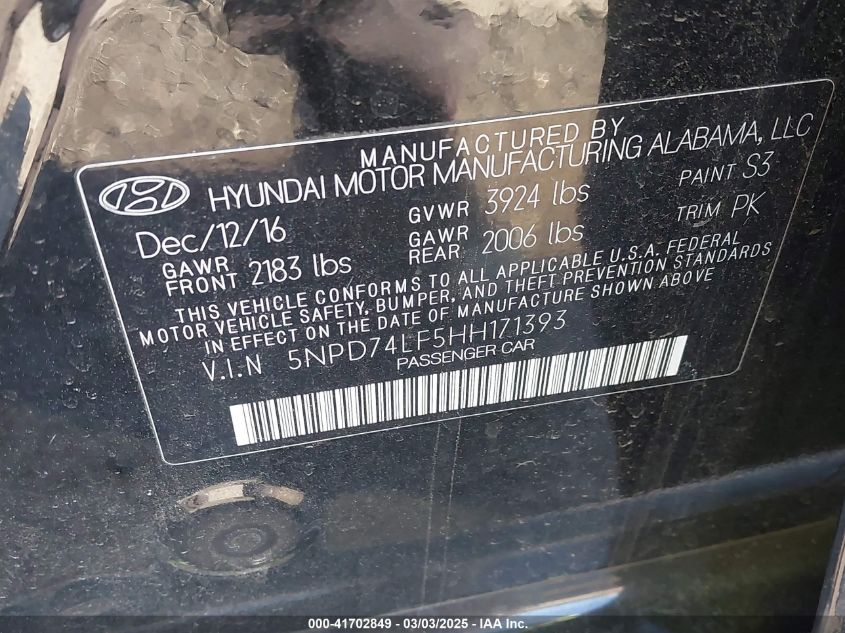 MANUFACTURED BY
HYUNDAI MOTOR MANUFACTURING ALABAMA, LLC
Dec/12/16 GVWR 3924 lbs PAINT S3
GAWR FRONT 2183 lbs GAWR REAR 2006 lbs TRIM PK
THIS VEHICLE CONFORMS TO ALL APPLICABLE U.S.A. FEDERAL
MOTOR VEHICLE SAFETY, BUMPER, AND THEFT PREVENTION STANDARDS
IN EFFECT ON THE DATE OF MANUFACTURE SHOWN ABOVE
V.I.N 5NPD74LF5HH171393
PASSENGER CAR
000-41702849 - 03/03/2025 - IAA Inc.